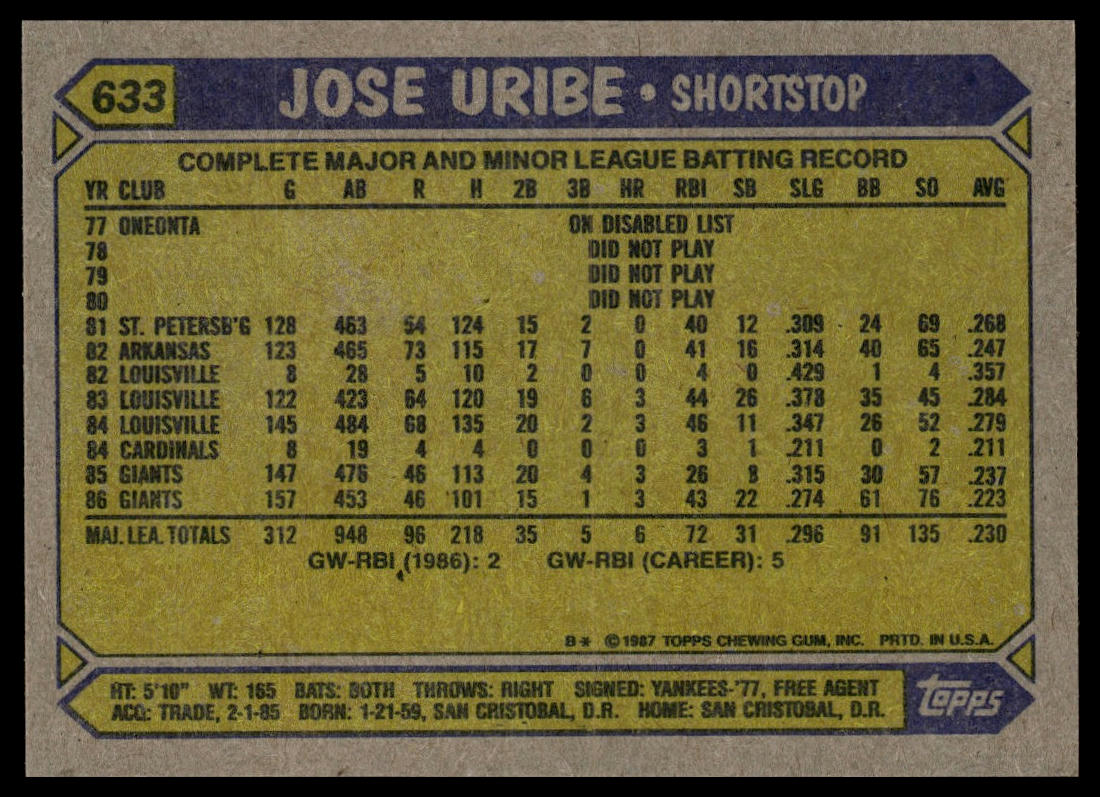 633 JOSE URIBE • SHORTSTOP
COMPLETE MAJOR AND MINOR LEAGUE BATTING RECORD
YR CLUB G AB R H 2B 3B HR RBI SB SLG BB SO AVG
77 ONEONTA ON DISABLED LIST
78 DID NOT PLAY
79 DID NOT PLAY
80 DID NOT PLAY
81 ST. PETERSB'G 128 463 54 124 15 2 0 40 12 .309 24 69 .268
82 ARKANSAS 123 465 73 115 17 7 0 41 16 .314 40 65 .247
82 LOUISVILLE 8 28 5 10 2 0 0 4 0 .429 1 4 .357
83 LOUISVILLE 122 423 64 120 19 6 3 44 26 .378 35 45 .284
84 LOUISVILLE 145 484 68 135 20 2 3 46 11 .347 26 52 .279
84 CARDINALS 8 19 4 4 0 0 0 3 1 .211 0 2 .211
85 GIANTS 147 476 46 113 20 4 3 26 8 .315 30 57 .237
86 GIANTS 157 453 46 101 15 1 3 43 22 .274 61 76 .223
MAJ. LEA. TOTALS 312 948 96 218 35 5 6 72 31 .296 91 135 .230
GW-RBI (1986): 2 GW-RBI (CAREER): 5
B* ©1987 TOPPS CHEWING GUM, INC. PRTD. IN U.S.A.
HT: 5'10" WT: 165 BATS: BOTH THROWS: RIGHT SIGNED: YANKEES-'77, FREE AGENT
ACQ: TRADE, 2-1-85 BORN: 1-21-59, SAN CRISTOBAL, D.R. HOME: SAN CRISTOBAL, D.R.
Topps